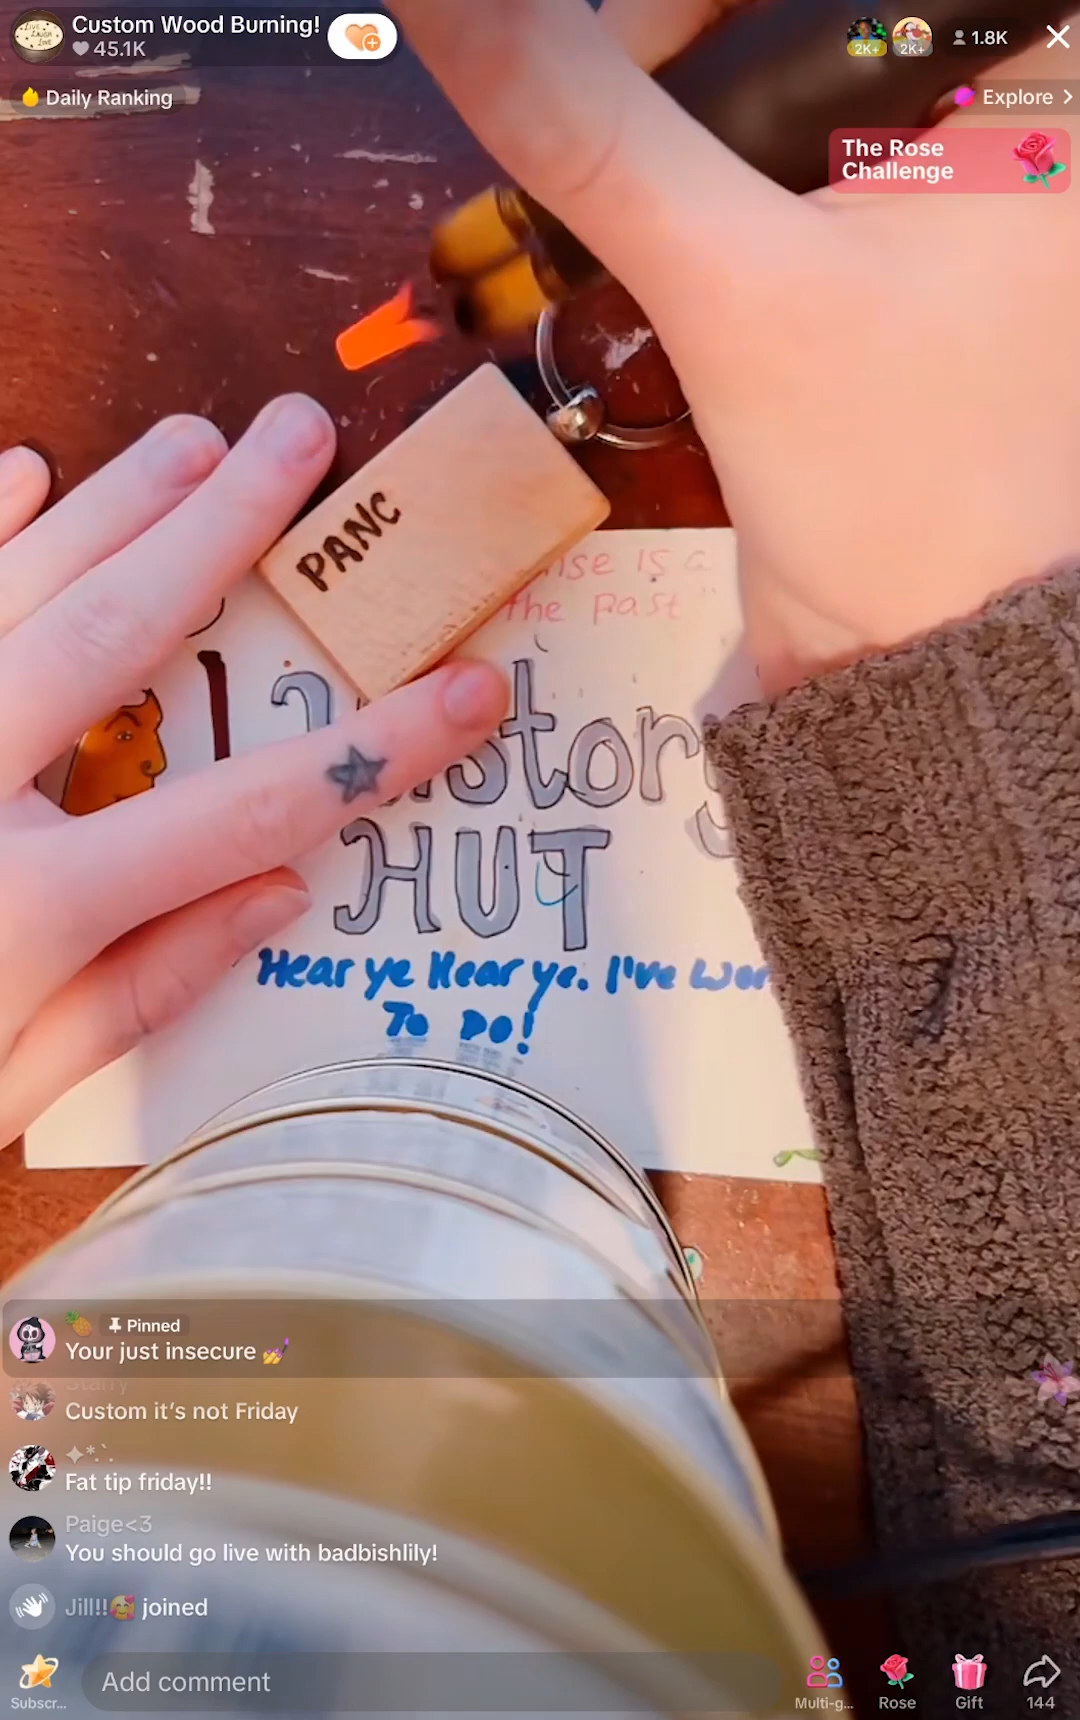 Custom Wood Burning!
45.1K
2K+
2K+
1.8K
Daily Ranking
Explore
The Rose
Challenge
PANC
is a
the past"
story
HUT
Hear ye Hear ye. I've
To Do!
Pinned
Your just insecure
Starry
Custom it's not Friday
Fat tip friday!!
Paige<3
You should go live with badbishlily!
Jill!!🥰 joined
Subscr...
Add comment
Multi-g...
Rose
Gift
144